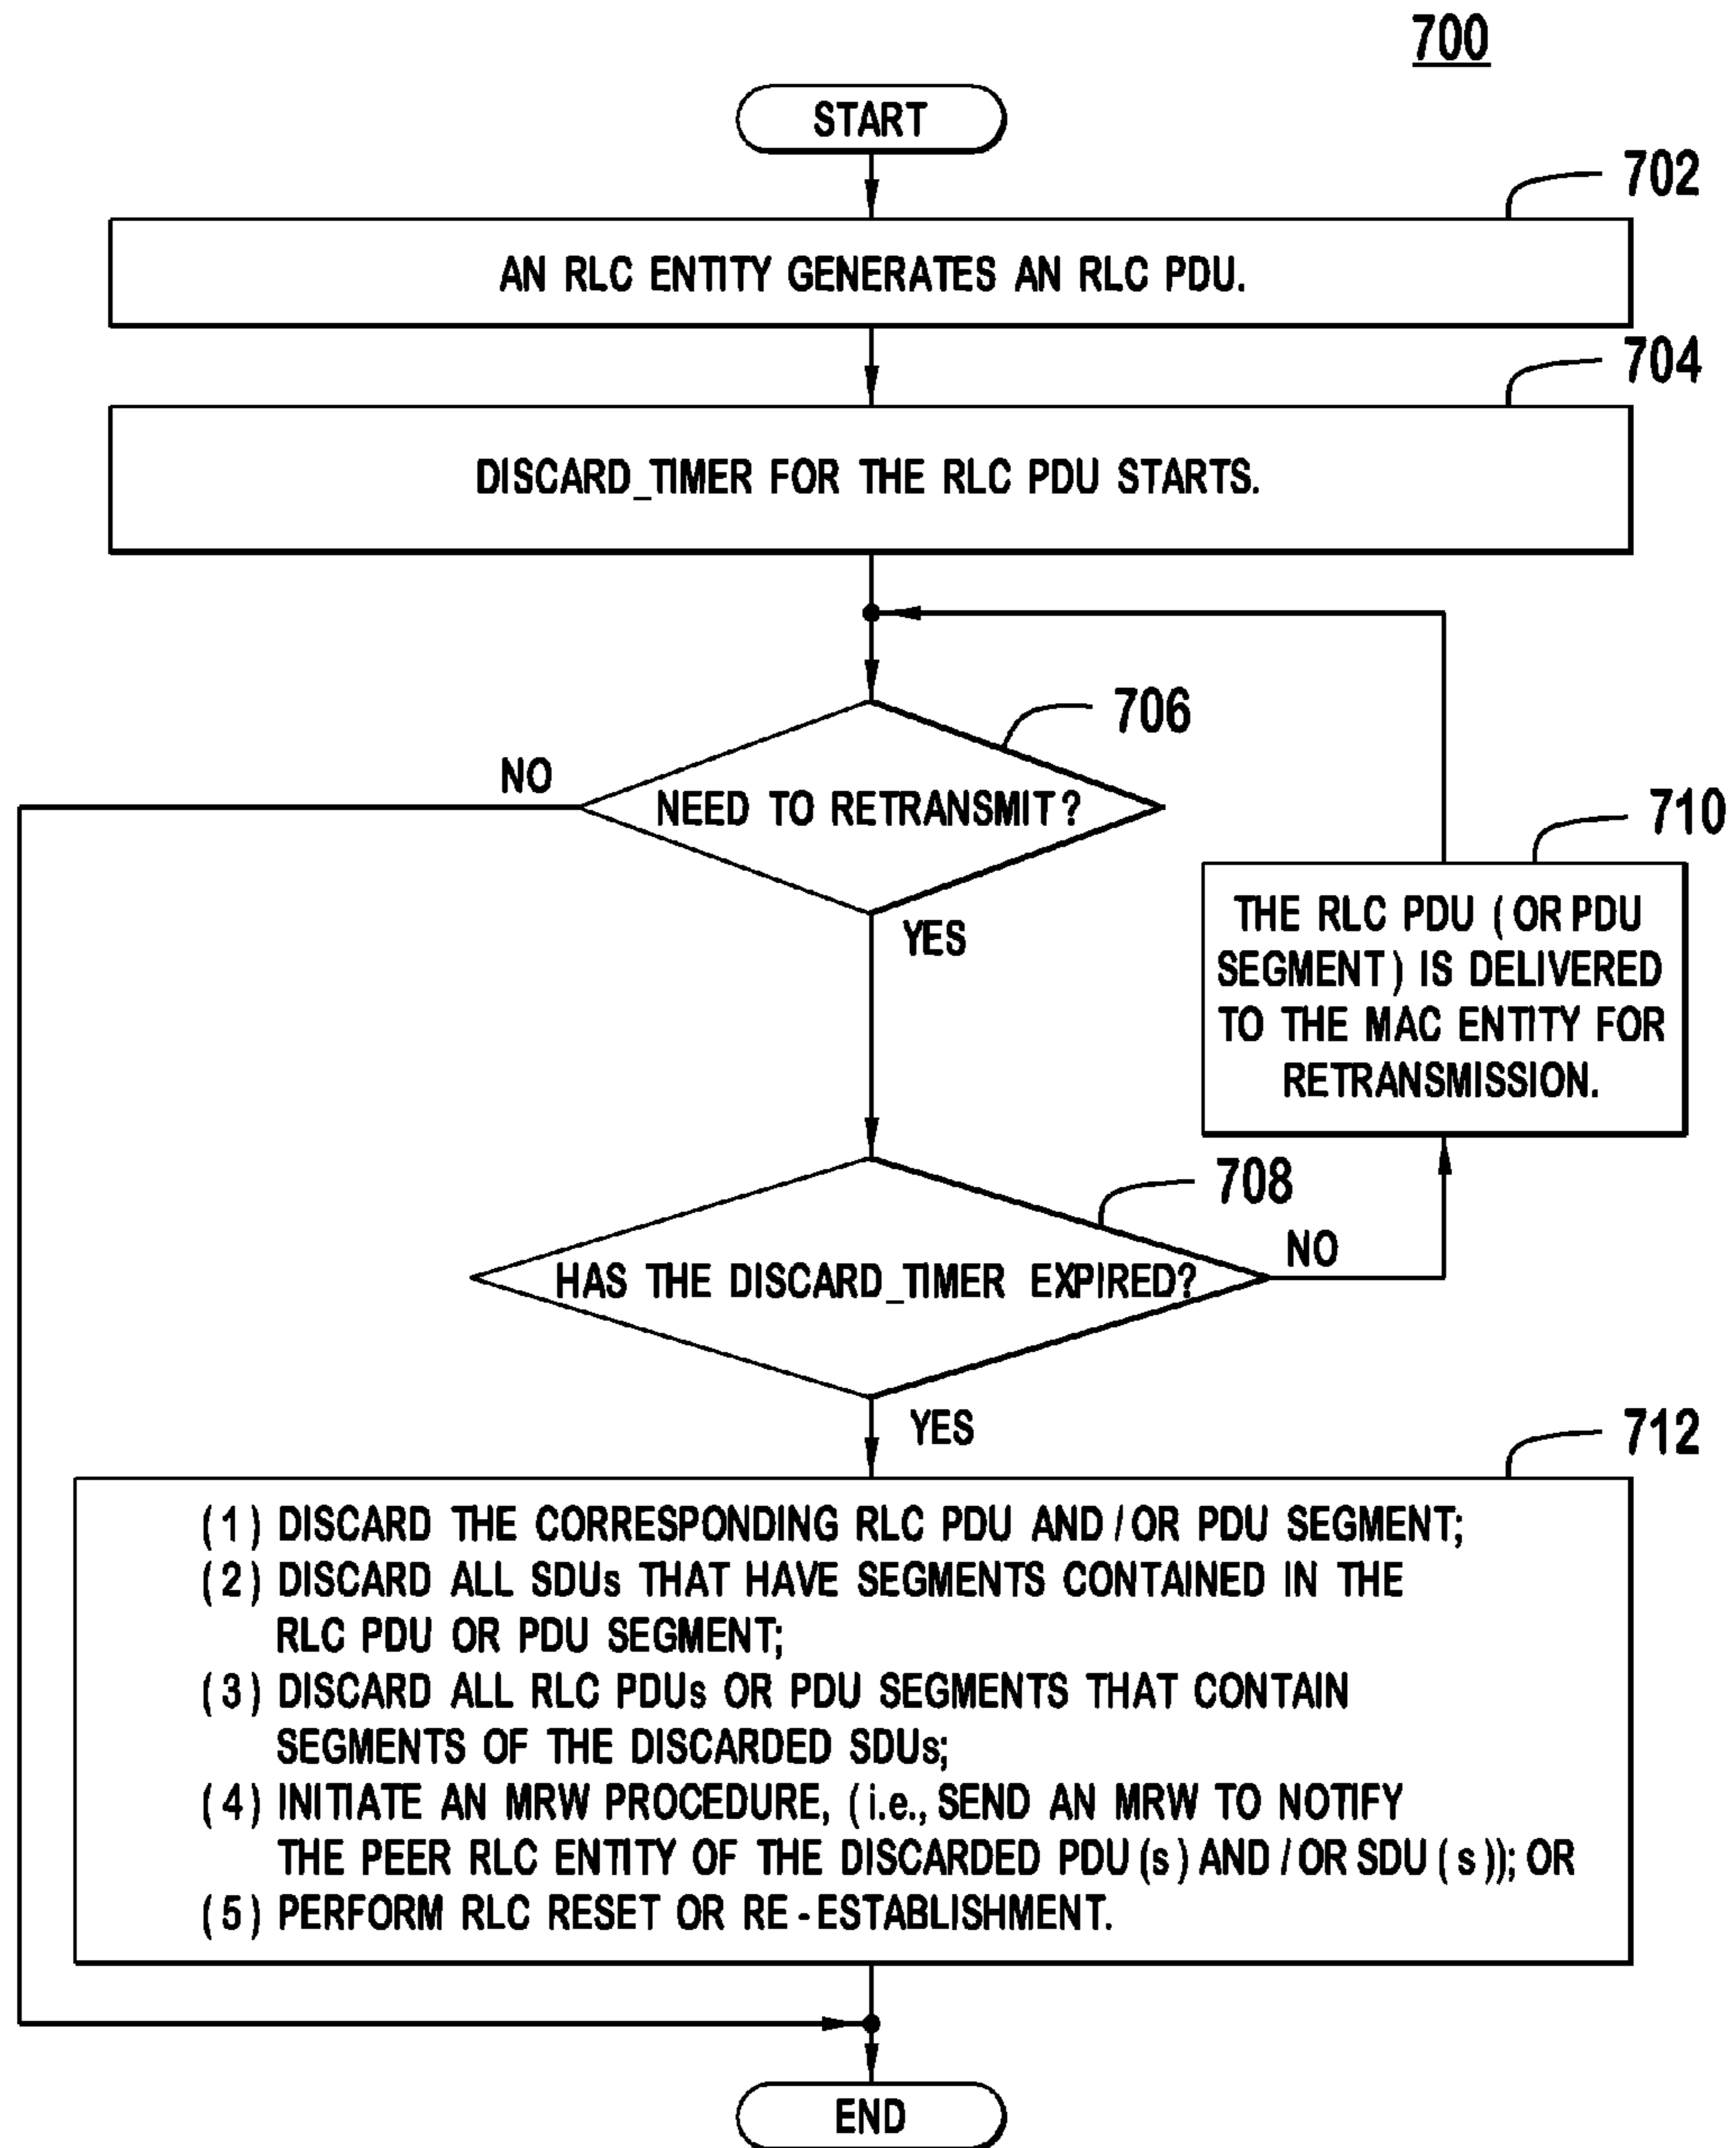 700
START
702
AN RLC ENTITY GENERATES AN RLC PDU.
704
DISCARD_TIMER FOR THE RLC PDU STARTS.
706
NO
NEED TO RETRANSMIT?
YES
710
THE RLC PDU (OR PDU
SEGMENT) IS DELIVERED
TO THE MAC ENTITY FOR
RETRANSMISSION.
708
HAS THE DISCARD_TIMER EXPIRED?
NO
YES
712
(1) DISCARD THE CORRESPONDING RLC PDU AND/OR PDU SEGMENT;
(2) DISCARD ALL SDUs THAT HAVE SEGMENTS CONTAINED IN THE
RLC PDU OR PDU SEGMENT;
(3) DISCARD ALL RLC PDUs OR PDU SEGMENTS THAT CONTAIN
SEGMENTS OF THE DISCARDED SDUs;
(4) INITIATE AN MRW PROCEDURE, (i.e., SEND AN MRW TO NOTIFY
THE PEER RLC ENTITY OF THE DISCARDED PDU(s) AND/OR SDU(s)); OR
(5) PERFORM RLC RESET OR RE-ESTABLISHMENT.
END